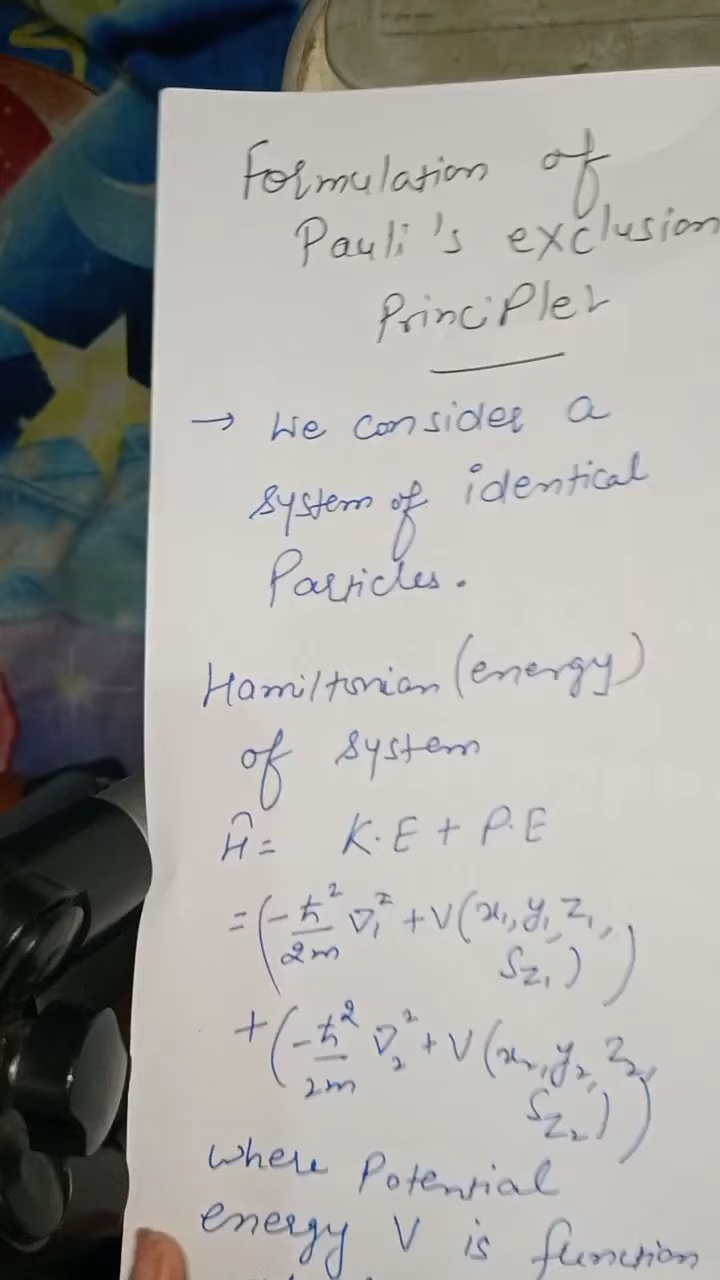 Formulation of
Pauli's exclusion
Principle
→ We consider a
system of identical
Particles.
Hamiltonian (energy)
of system
Ĥ = K.E + P.E
= (-ℏ²/2m ∇₁² + V(x₁, y₁, z₁,
S_Z₁))
+ (-ℏ²/2m ∇₂² + V(x₂, y₂, z₂,
S_Z₂))
where Potential
energy V is function